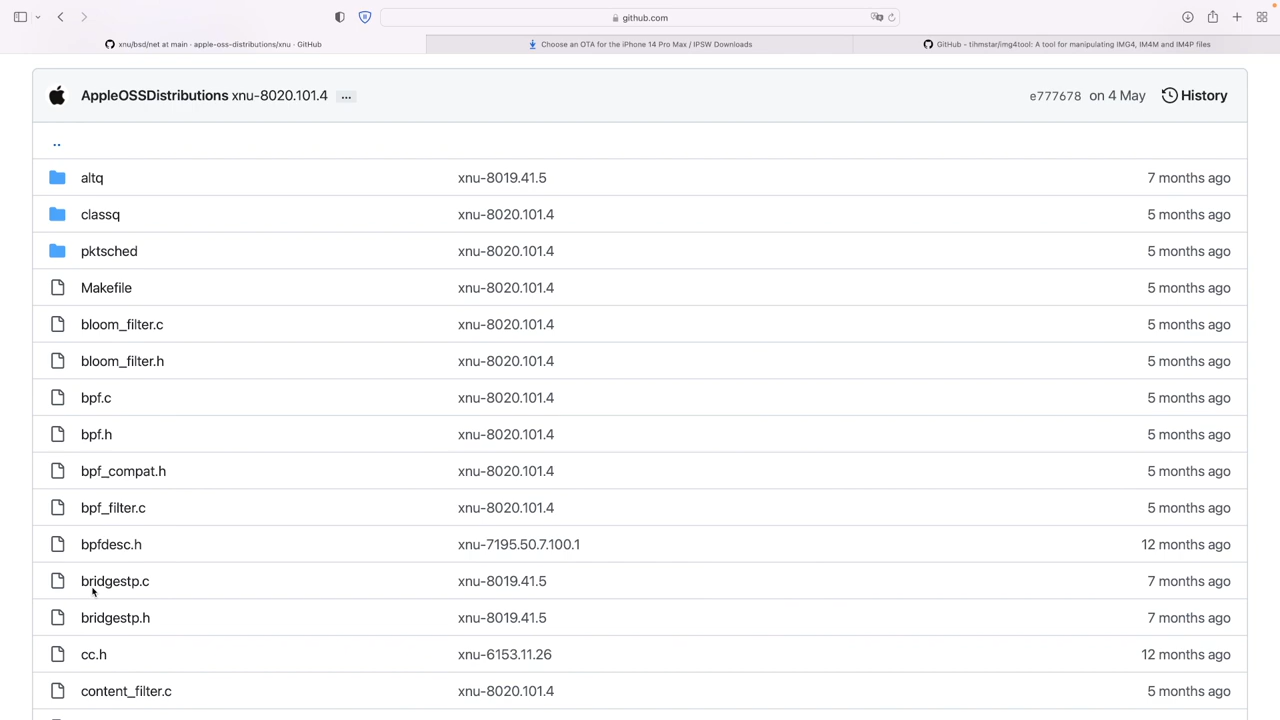 github.com
xnu/bsd/net at main · apple-oss-distributions/xnu · GitHub
Choose an OTA for the iPhone 14 Pro Max / IPSW Downloads
GitHub - tihmstar/img4tool: A tool for manipulating IMG4, IM4M and IM4P files
AppleOSSDistributions xnu-8020.101.4 ... e777678 on 4 May History
..
altq xnu-8019.41.5 7 months ago
classq xnu-8020.101.4 5 months ago
pktsched xnu-8020.101.4 5 months ago
Makefile xnu-8020.101.4 5 months ago
bloom_filter.c xnu-8020.101.4 5 months ago
bloom_filter.h xnu-8020.101.4 5 months ago
bpf.c xnu-8020.101.4 5 months ago
bpf.h xnu-8020.101.4 5 months ago
bpf_compat.h xnu-8020.101.4 5 months ago
bpf_filter.c xnu-8020.101.4 5 months ago
bpfdesc.h xnu-7195.50.7.100.1 12 months ago
bridgestp.c xnu-8019.41.5 7 months ago
bridgestp.h xnu-8019.41.5 7 months ago
cc.h xnu-6153.11.26 12 months ago
content_filter.c xnu-8020.101.4 5 months ago